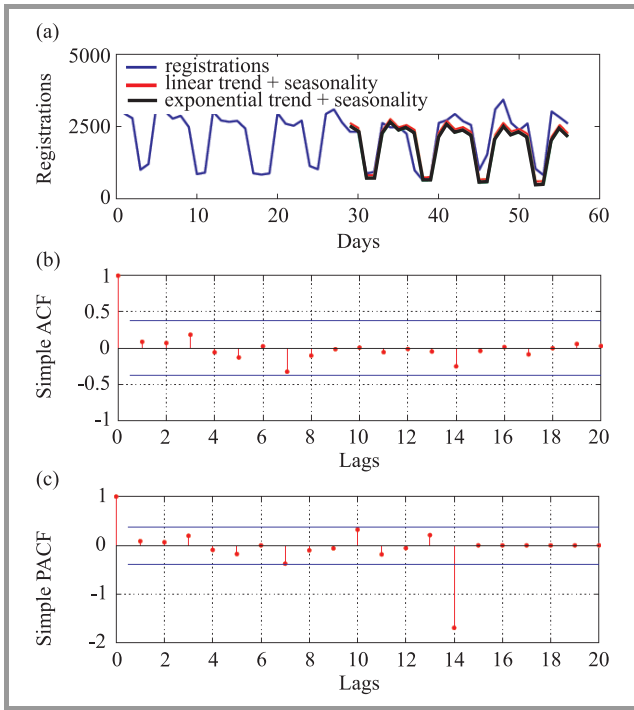 (a)
5000
2500
0
Registrations
registrations
linear trend + seasonality
exponential trend + seasonality
0 10 20 30 40 50 60
Days
(b)
1
0.5
0
-0.5
-1
Simple ACF
0 2 4 6 8 10 12 14 16 18 20
Lags
(c)
1
0
-1
-2
Simple PACF
0 2 4 6 8 10 12 14 16 18 20
Lags